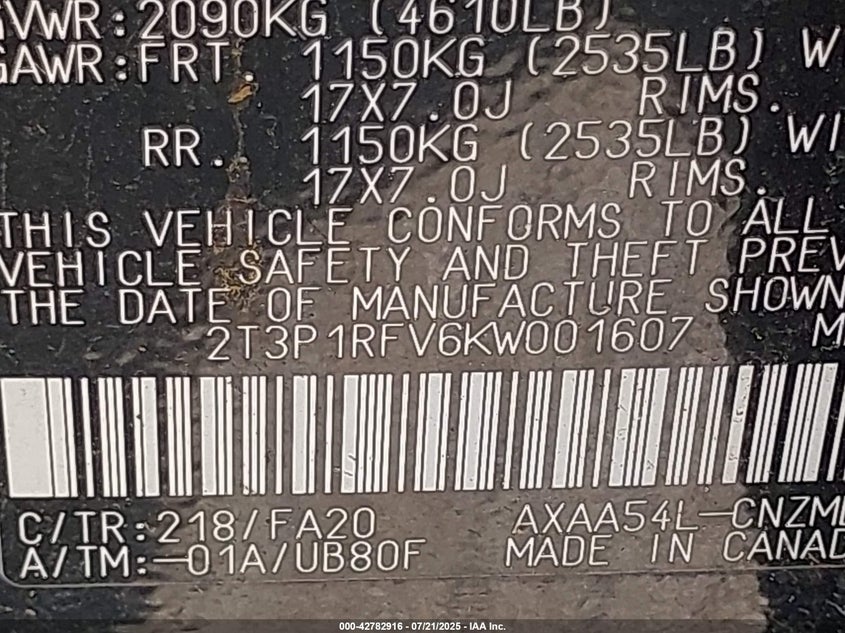 GVWR:2090KG (4610LB)
GAWR:FRT. 1150KG (2535LB) WI
17X7.0J RIMS.
RR. 1150KG (2535LB) WI
17X7.0J RIMS.
THIS VEHICLE CONFORMS TO ALL
VEHICLE SAFETY AND THEFT PREV
THE DATE OF MANUFACTURE SHOWN
2T3P1RFV6KW001607 M
C/TR:218/FA20 AXAA54L-CNZM
A/TM:-01A/UB80F MADE IN CANAD
000-42782916 - 07/21/2025 - IAA Inc.